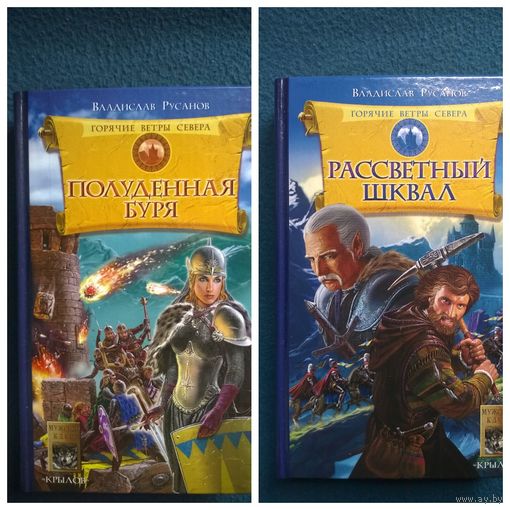 Владислав Русанов
ГОРЯЧИЕ ВЕТРЫ СЕВЕРА
ПОЛУДЕННАЯ
БУРЯ
«КРЫЛОВ»
Владислав Русанов
ГОРЯЧИЕ ВЕТРЫ СЕВЕРА
РАССВЕТНЫЙ
ШКВАЛ
«КРЫЛОВ
www.ay.by